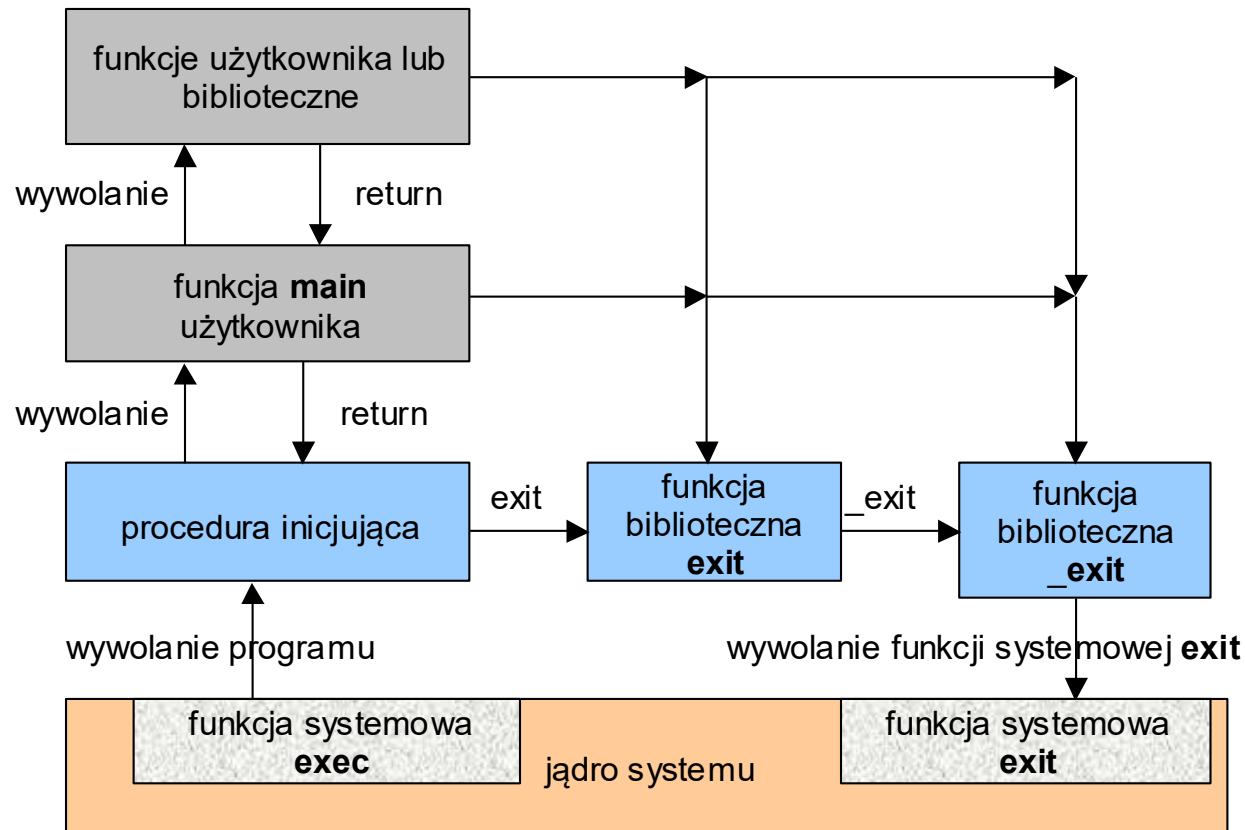 funkcje użytkownika lub
biblioteczne
wywolanie
return
funkcja main
użytkownika
wywolanie
return
procedura inicjująca
exit
funkcja
biblioteczna
exit
_exit
funkcja
biblioteczna
_exit
wywolanie programu
wywolanie funkcji systemowej exit
funkcja systemowa
exec
jądro systemu
funkcja systemowa
exit